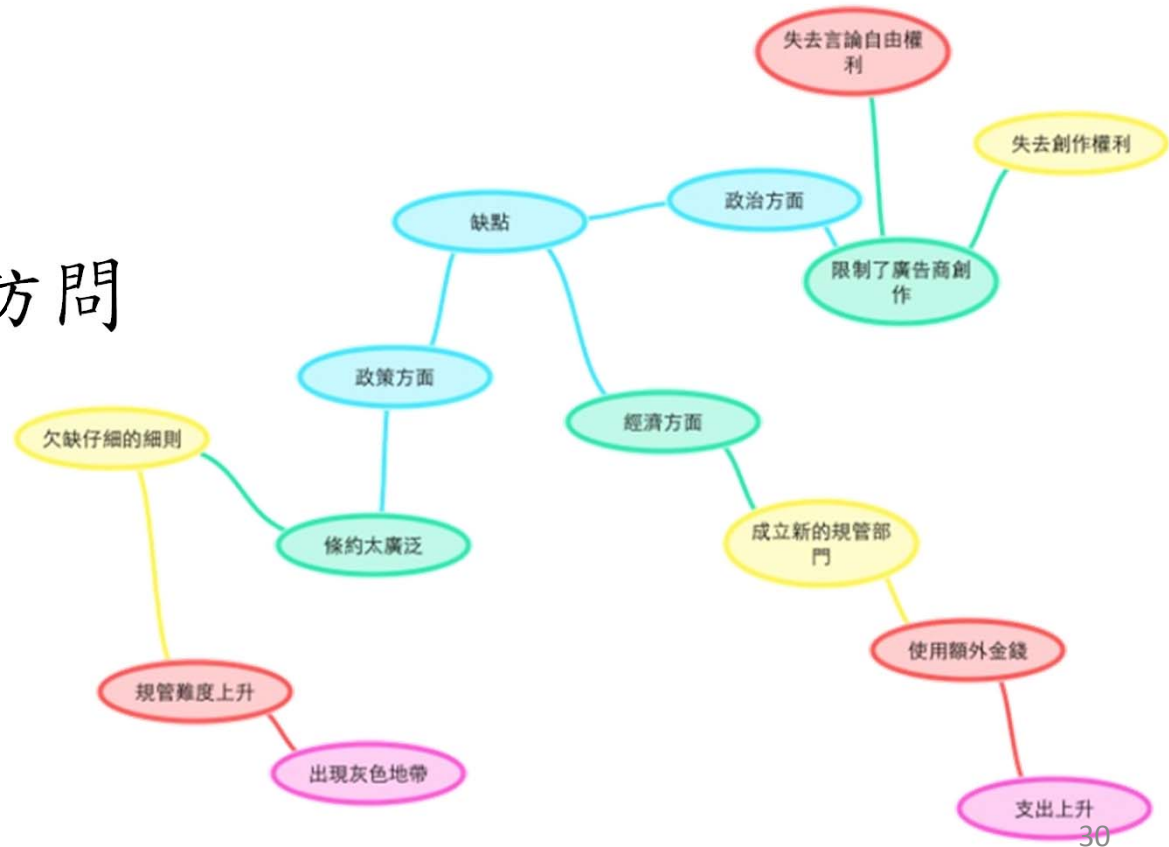 失去言論自由權
利
失去創作權利
政治方面
缺點
限制了廣告商創
作
訪問
政策方面
經濟方面
欠缺仔細的細則
條約太廣泛
成立新的規管部
門
使用額外金錢
規管難度上升
出現灰色地帶
支出上升
30